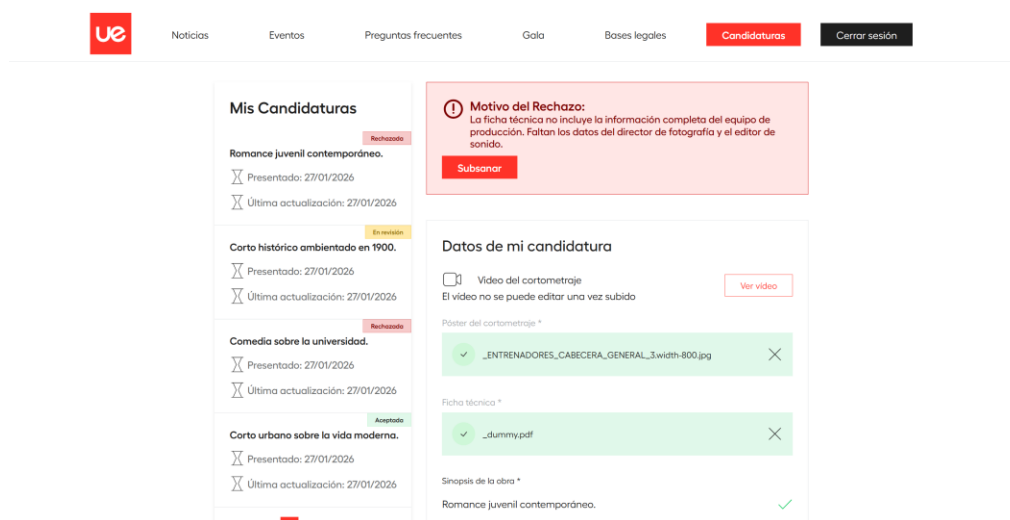 ue
Noticias
Eventos
Preguntas frecuentes
Gala
Bases legales
Candidaturas
Cerrar sesión
Mis Candidaturas
Rechazada
Romance juvenil contemporáneo.
Presentado: 27/01/2026
Última actualización: 27/01/2026
En revisión
Corto histórico ambientado en 1900.
Presentado: 27/01/2026
Última actualización: 27/01/2026
Rechazada
Comedia sobre la universidad.
Presentado: 27/01/2026
Última actualización: 27/01/2026
Aceptada
Corto urbano sobre la vida moderna.
Presentado: 27/01/2026
Última actualización: 27/01/2026
Motivo del Rechazo:
La ficha técnica no incluye la información completa del equipo de
producción. Faltan los datos del director de fotografía y el editor de
sonido.
Subsanar
Datos de mi candidatura
Vídeo del cortometraje
El vídeo no se puede editar una vez subido
Ver vídeo
Póster del cortometraje *
_ENTRENADORES_CABECERA_GENERAL_3.width-800.jpg
Ficha técnica *
_dummy.pdf
Sinopsis de la obra *
Romance juvenil contemporáneo.